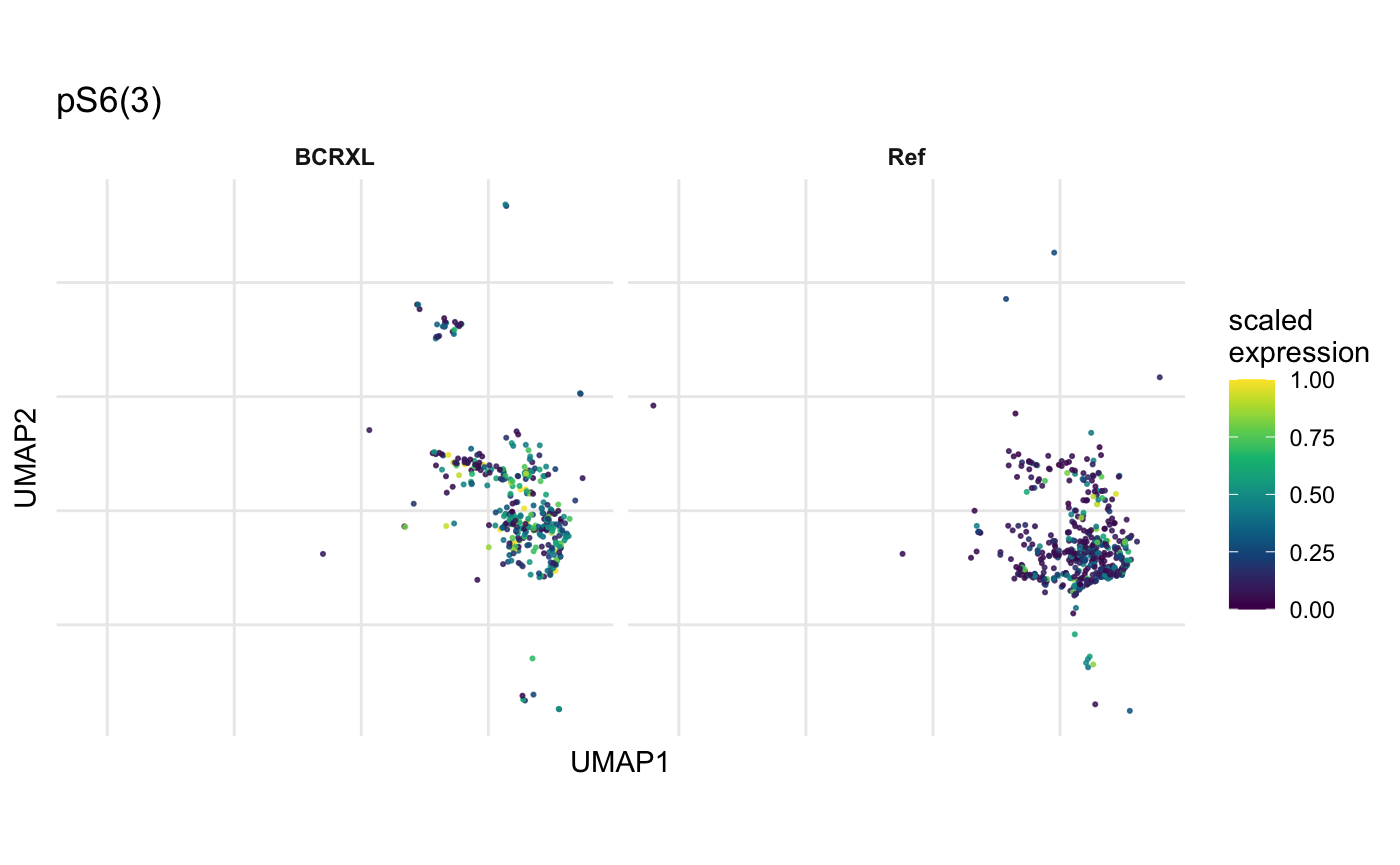 pS6(3)
BCRXL
Ref
UMAP2
UMAP1
scaled
expression
1.00
0.75
0.50
0.25
0.00